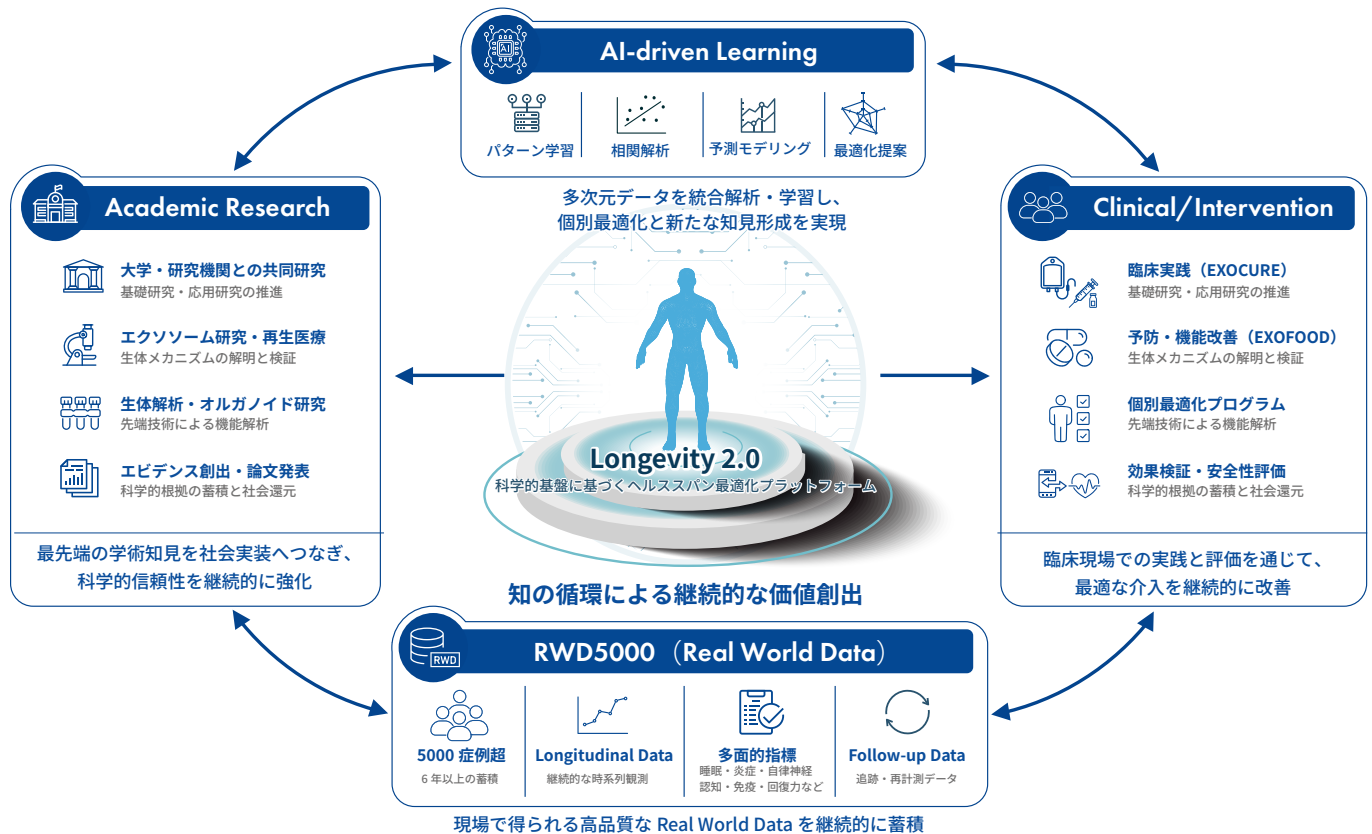 AI
AI-driven Learning
パターン学習
相関解析
予測モデリング
最適化提案
多次元データを統合解析・学習し、
個別最適化と新たな知見形成を実現
Academic Research
大学・研究機関との共同研究
基礎研究・応用研究の推進
エクソソーム研究・再生医療
生体メカニズムの解明と検証
生体解析・オルガノイド研究
先端技術による機能解析
エビデンス創出・論文発表
科学的根拠の蓄積と社会還元
最先端の学術知見を社会実装へつなぎ、
科学的信頼性を継続的に強化
Longevity 2.0
科学的基盤に基づくヘルススパン最適化プラットフォーム
知の循環による継続的な価値創出
Clinical/Intervention
臨床実践（EXOCURE）
基礎研究・応用研究の推進
予防・機能改善（EXOFOOD）
生体メカニズムの解明と検証
個別最適化プログラム
先端技術による機能解析
効果検証・安全性評価
科学的根拠の蓄積と社会還元
臨床現場での実践と評価を通じて、
最適な介入を継続的に改善
RWD
RWD5000（Real World Data）
5000 症例超
6 年以上の蓄積
Longitudinal Data
継続的な時系列観測
多面的指標
睡眠・炎症・自律神経
認知・免疫・回復力など
Follow-up Data
追跡・再計測データ
現場で得られる高品質な Real World Data を継続的に蓄積